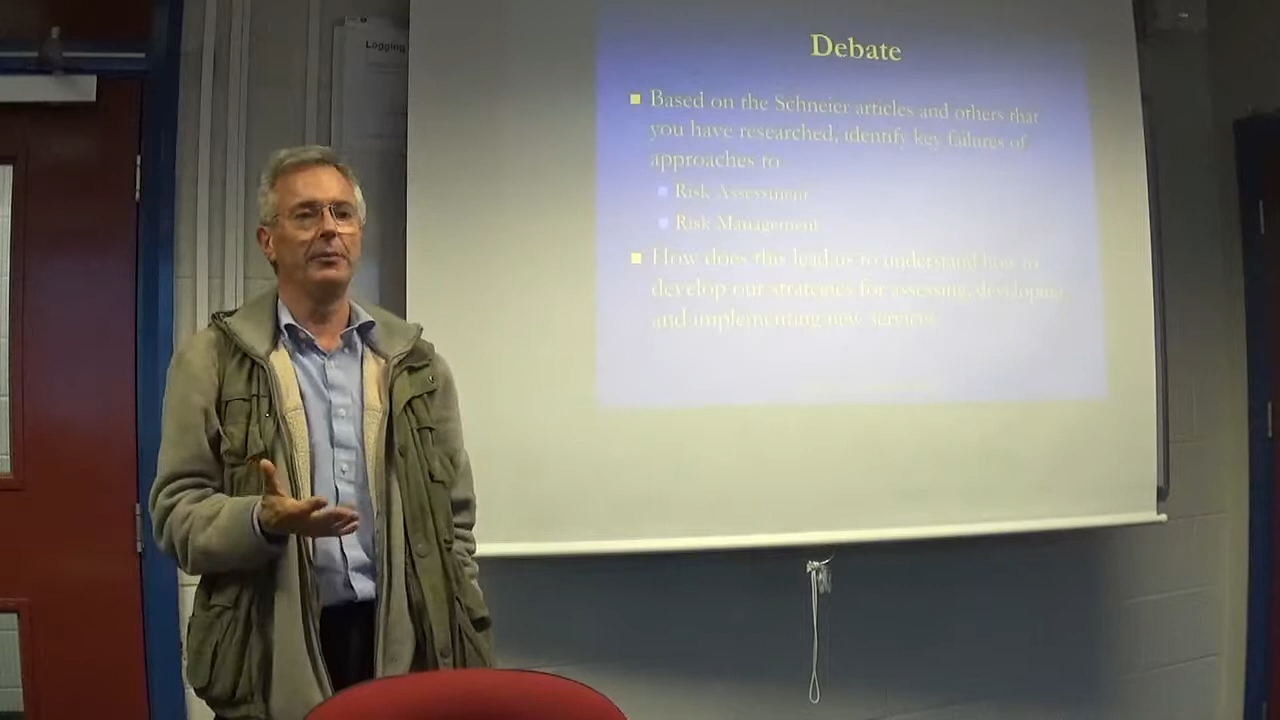 Logging
Debate
Based on the Schneier articles and others that
you have researched, identify key failures of
approaches to
Risk Assessment
Risk Management
How does this lead us to understand how to
develop our strategies for assessing, developing
and implementing new services